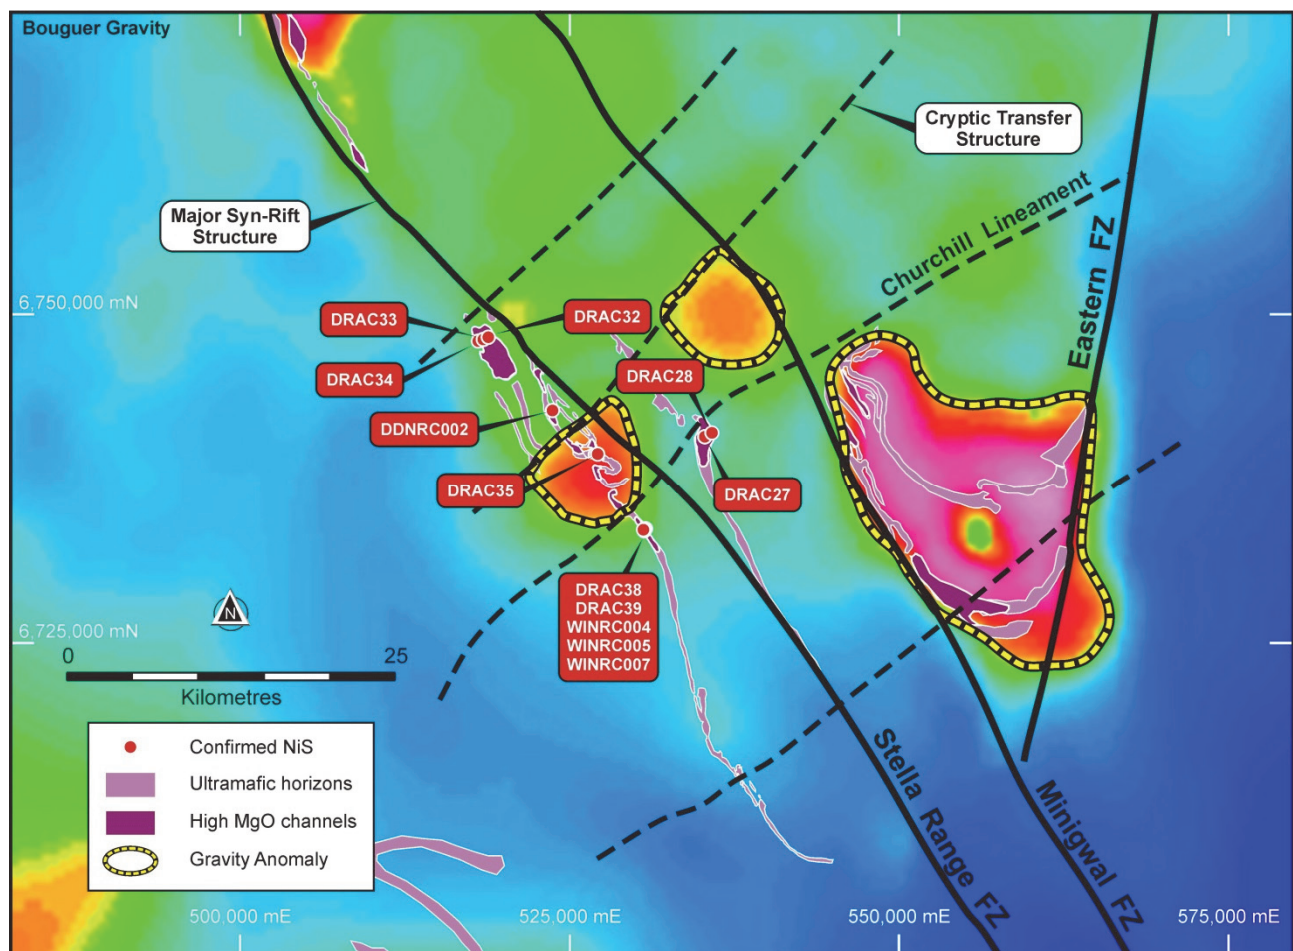 Bouguer Gravity
Cryptic Transfer
Structure
Major Syn-Rift
Structure
Churchill Lineament
Eastern FZ
6,750,000 mN
DRAC33
DRAC32
DRAC34
DRAC28
DDNRC002
DRAC35
DRAC27
DRAC38
DRAC39
WINRC004
WINRC005
WINRC007
N
6,725,000 mN
0
25
Kilometres
Confirmed NiS
Ultramafic horizons
High MgO channels
Gravity Anomaly
Stella Range FZ
Minigwal FZ
500,000 mE
525,000 mE
550,000 mE
575,000 mE